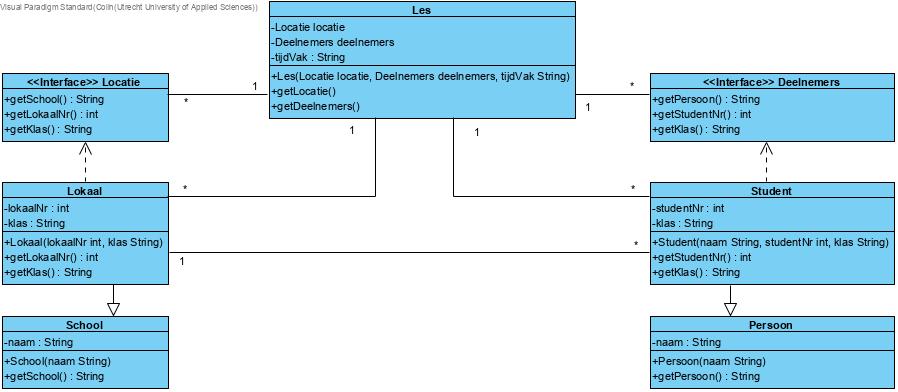 Visual Paradigm Standard(Colin(Utrecht University of Applied Sciences))
Les
-Locatie locatie
-Deelnemers deelnemers
-tijdVak : String
+Les(Locatie locatie, Deelnemers deelnemers, tijdVak String)
+getLocatie()
+getDeelnemers()
<<Interface>> Locatie
+getSchool() : String
+getLokaalNr() : int
+getKlas() : String
1
*
*
1
<<Interface>> Deelnemers
+getPersoon() : String
+getStudentNr() : int
+getKlas() : String
1
1
*
*
Lokaal
-lokaalNr : int
-klas : String
+Lokaal(lokaalNr int, klas String)
+getLokaalNr() : int
+getKlas() : String
1
*
Student
-studentNr : int
-klas : String
+Student(naam String, studentNr int, klas String)
+getStudentNr() : int
+getKlas() : String
School
-naam : String
+School(naam String)
+getSchool() : String
Persoon
-naam : String
+Persoon(naam String)
+getPersoon() : String